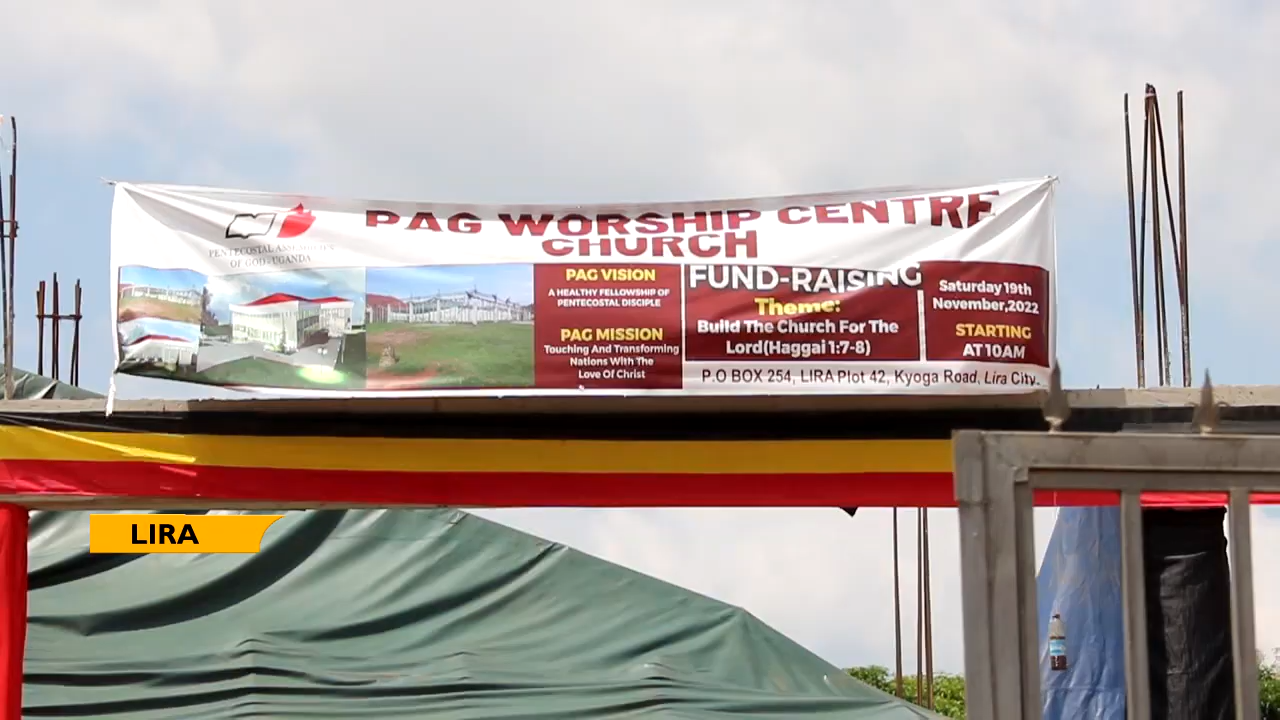 PAG WORSHIP CENTRE
CHURCH
PENTECOSTAL ASSEMBLIES
OF GOD - UGANDA
PAG VISION
A HEALTHY FELLOWSHIP OF
PENTECOSTAL DISCIPLE
PAG MISSION
Touching And Transforming
Nations With The
Love Of Christ
FUND-RAISING
Theme:
Build The Church For The
Lord(Haggai 1:7-8)
Saturday 19th
November,2022
STARTING
AT 10AM
P.O BOX 254, LIRA Plot 42, Kyoga Road, Lira City.
LIRA